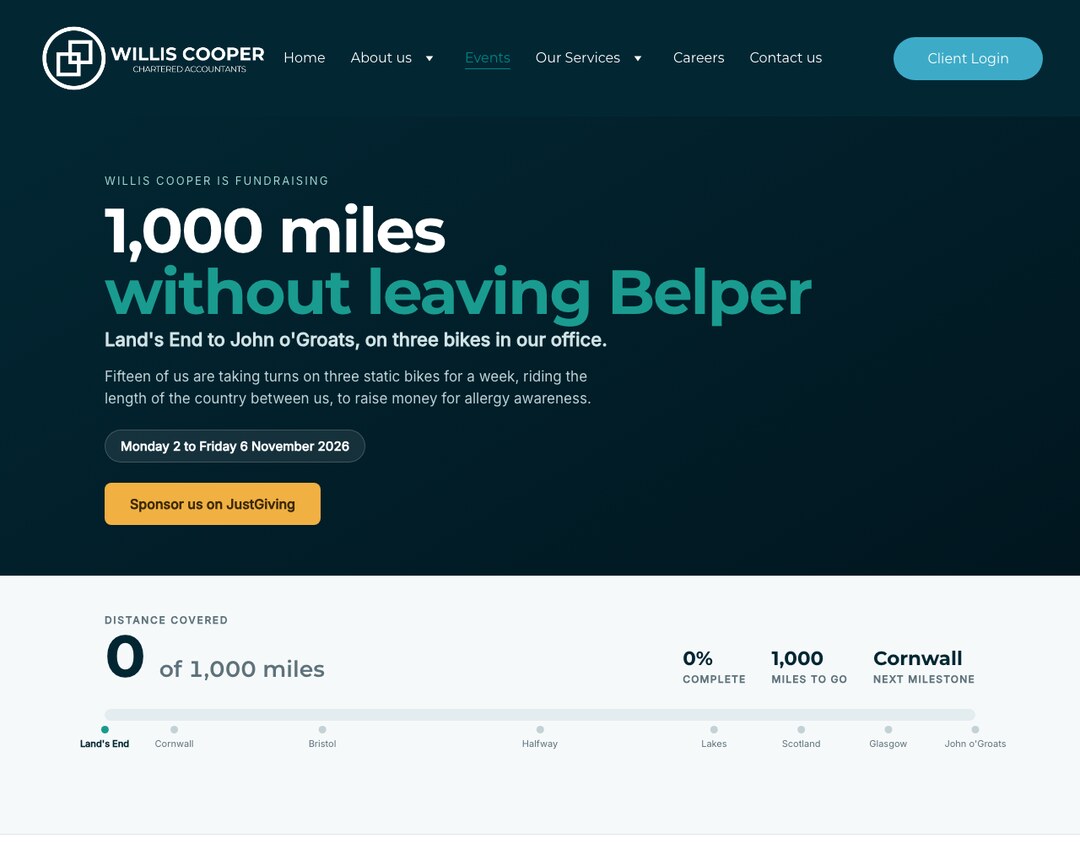 WILLIS COOPER
CHARTERED ACCOUNTANTS
Home
About us
Events
Our Services
Careers
Contact us
Client Login
WILLIS COOPER IS FUNDRAISING
1,000 miles
without leaving Belper
Land's End to John o'Groats, on three bikes in our office.
Fifteen of us are taking turns on three static bikes for a week, riding the
length of the country between us, to raise money for allergy awareness.
Monday 2 to Friday 6 November 2026
Sponsor us on JustGiving
DISTANCE COVERED
0 of 1,000 miles
0%
COMPLETE
1,000
MILES TO GO
Cornwall
NEXT MILESTONE
Land's End
Cornwall
Bristol
Halfway
Lakes
Scotland
Glasgow
John o'Groats